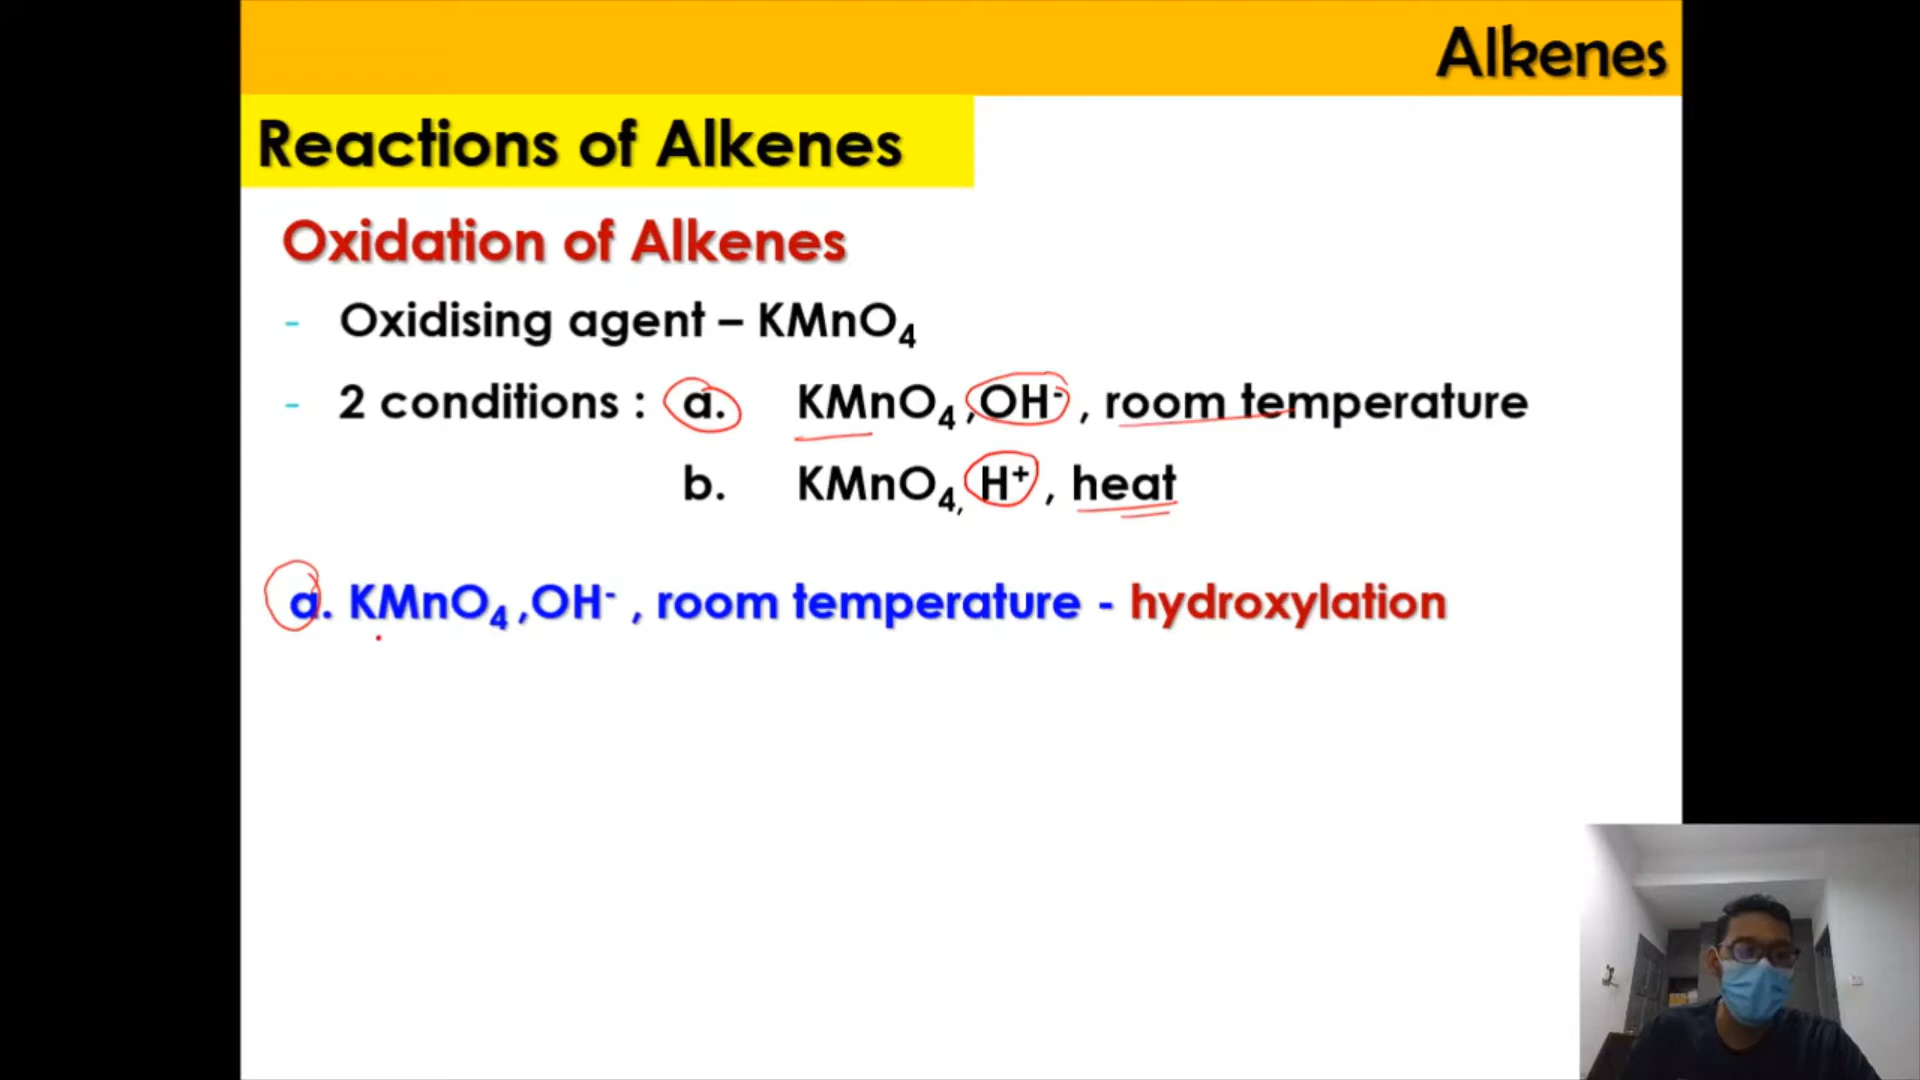 Alkenes
Reactions of Alkenes
Oxidation of Alkenes
- Oxidising agent – KMnO₄
- 2 conditions : a. KMnO₄ ,OH⁻ , room temperature
b. KMnO₄, H⁺ , heat
a. KMnO₄ ,OH⁻ , room temperature - hydroxylation